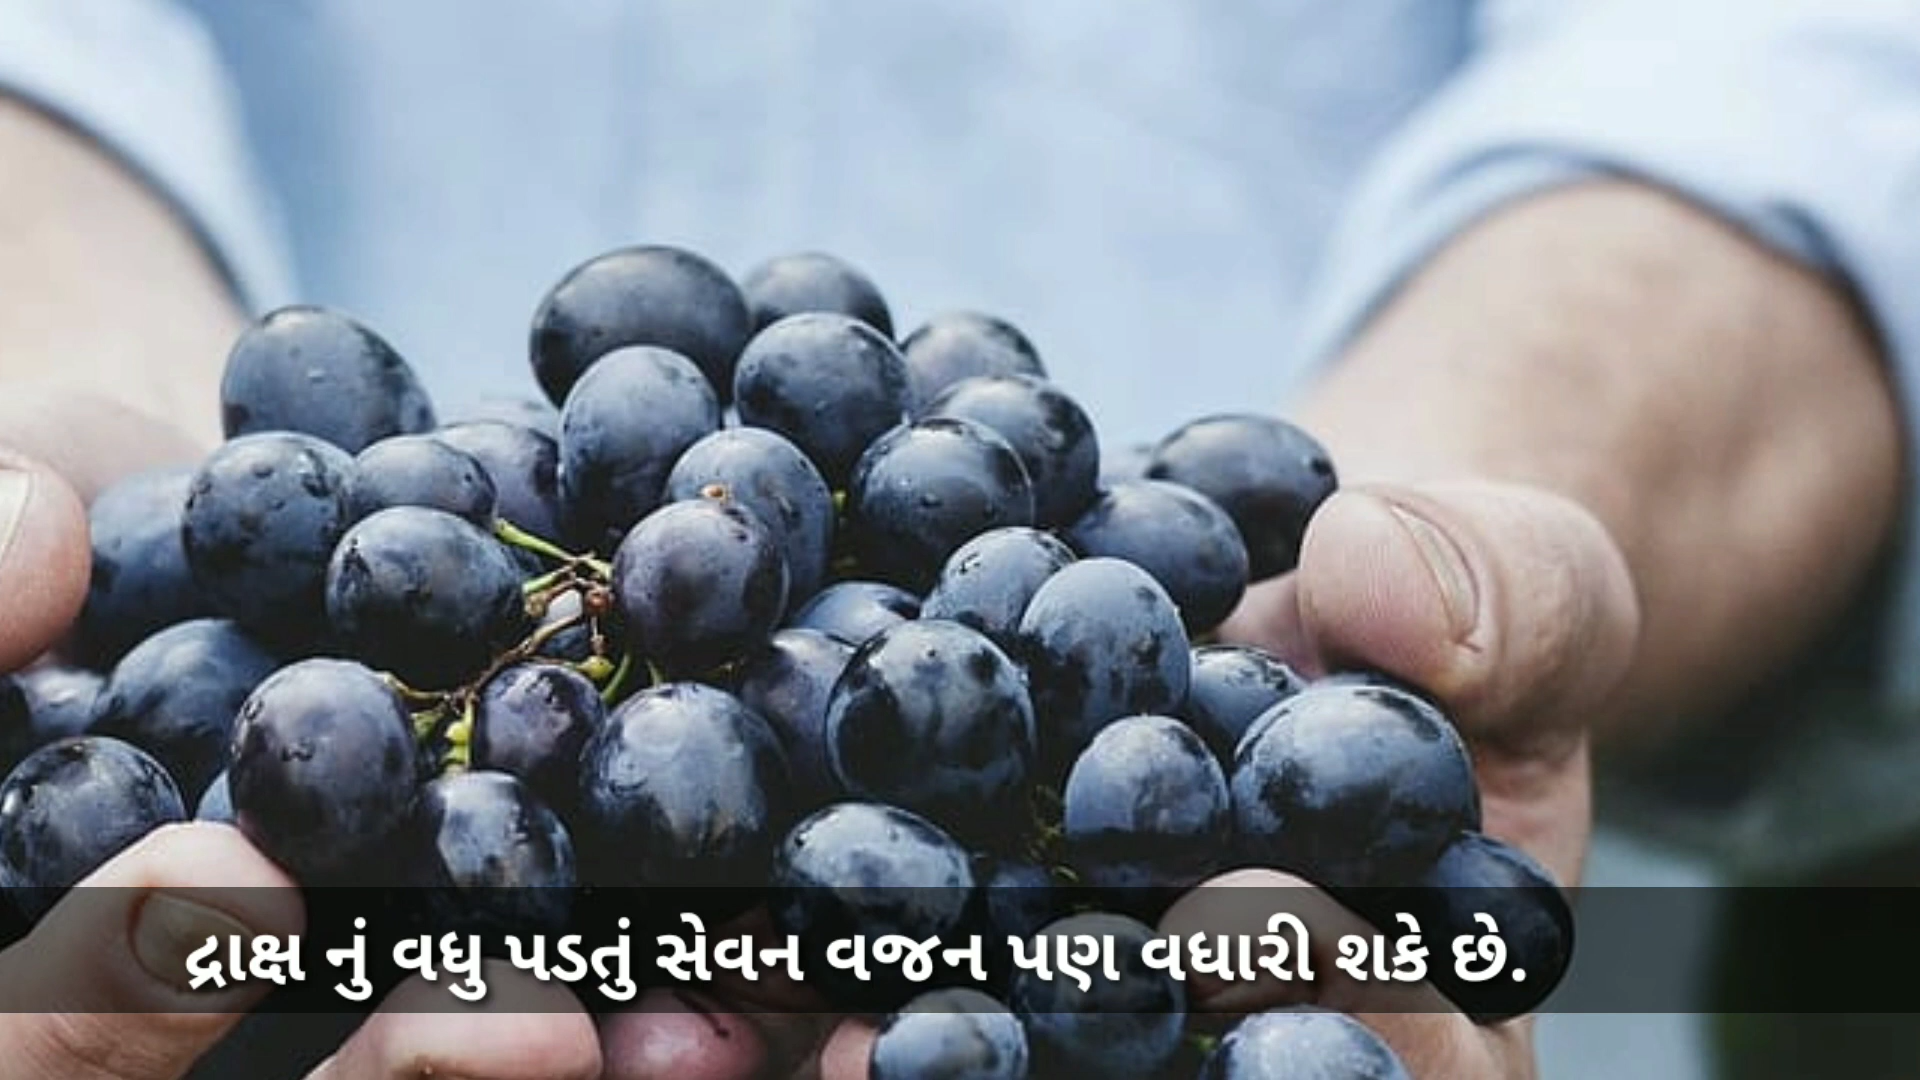 દ્રાક્ષ નું વધુ પડતું સેવન વજન પણ વધારી શકે છે.